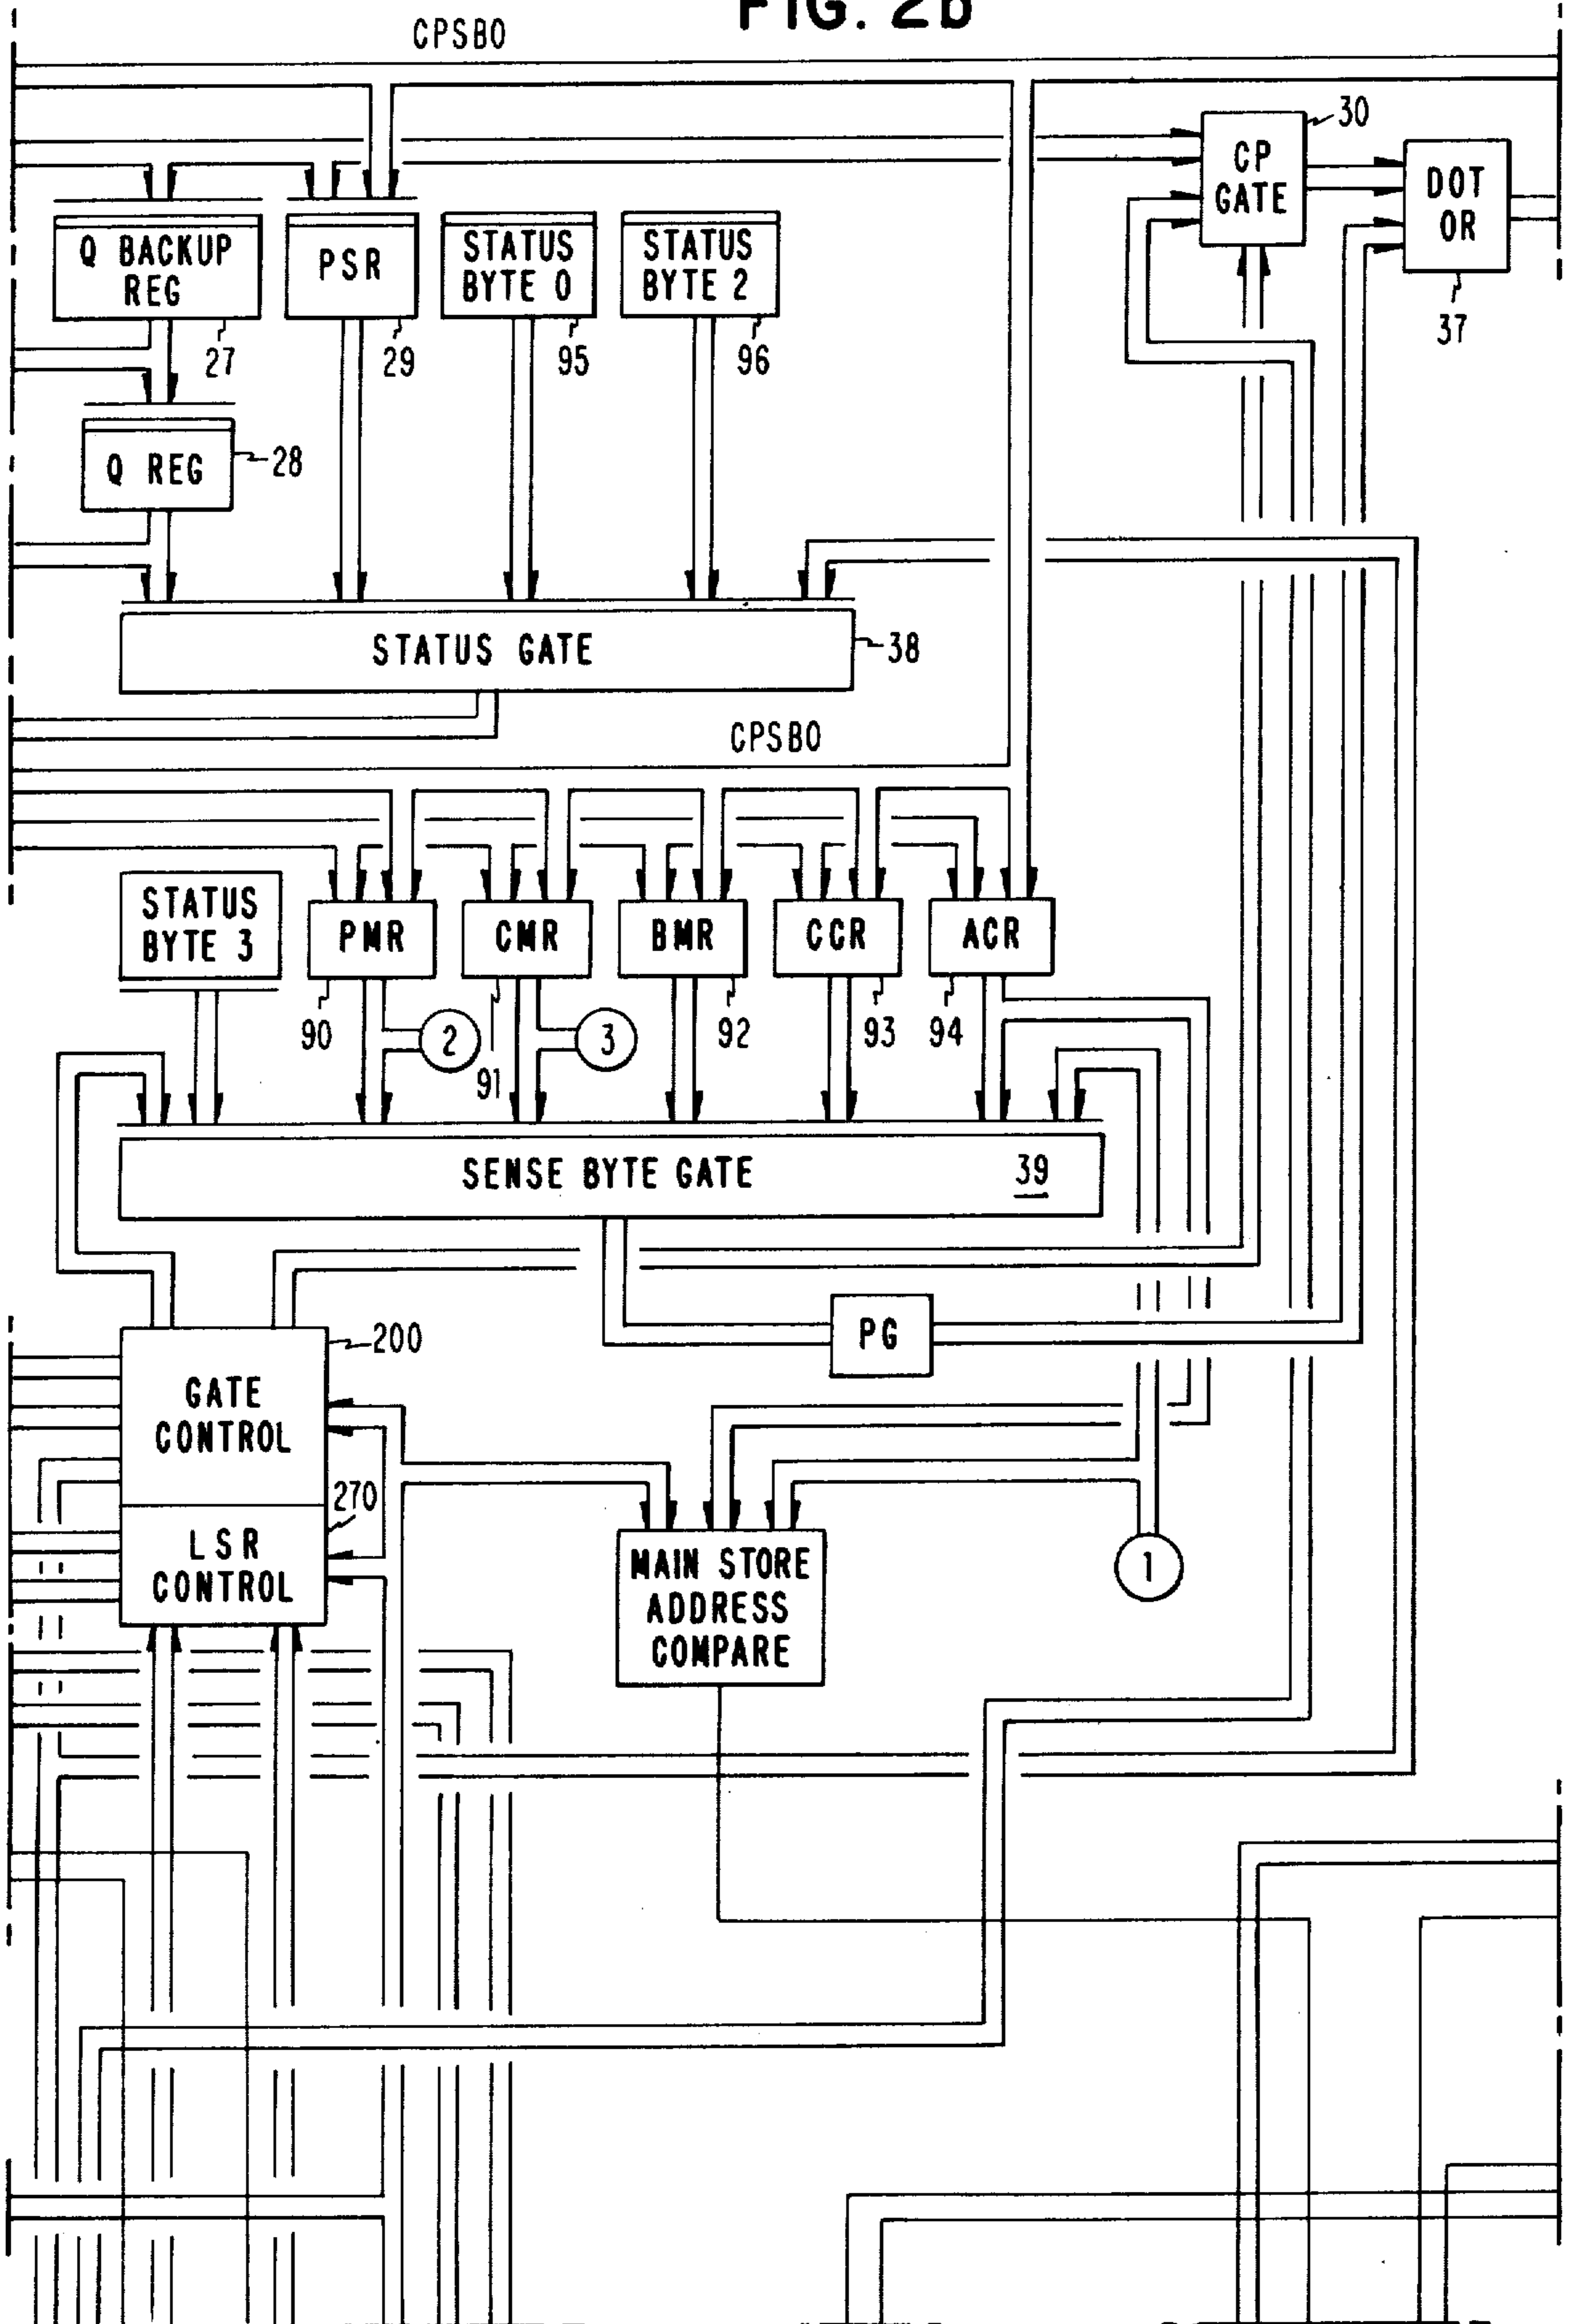 FIG. 2b
CPSBO
30
CP
GATE
DOT
OR
37
Q BACKUP
REG
27
PSR
29
STATUS
BYTE 0
95
STATUS
BYTE 2
96
Q REG
28
STATUS GATE
38
CPSBO
STATUS
BYTE 3
PMR
90
CMR
91
BMR
92
CCR
93
ACR
94
2
3
SENSE BYTE GATE
39
PG
200
GATE
CONTROL
270
LSR
CONTROL
MAIN STORE
ADDRESS
COMPARE
1